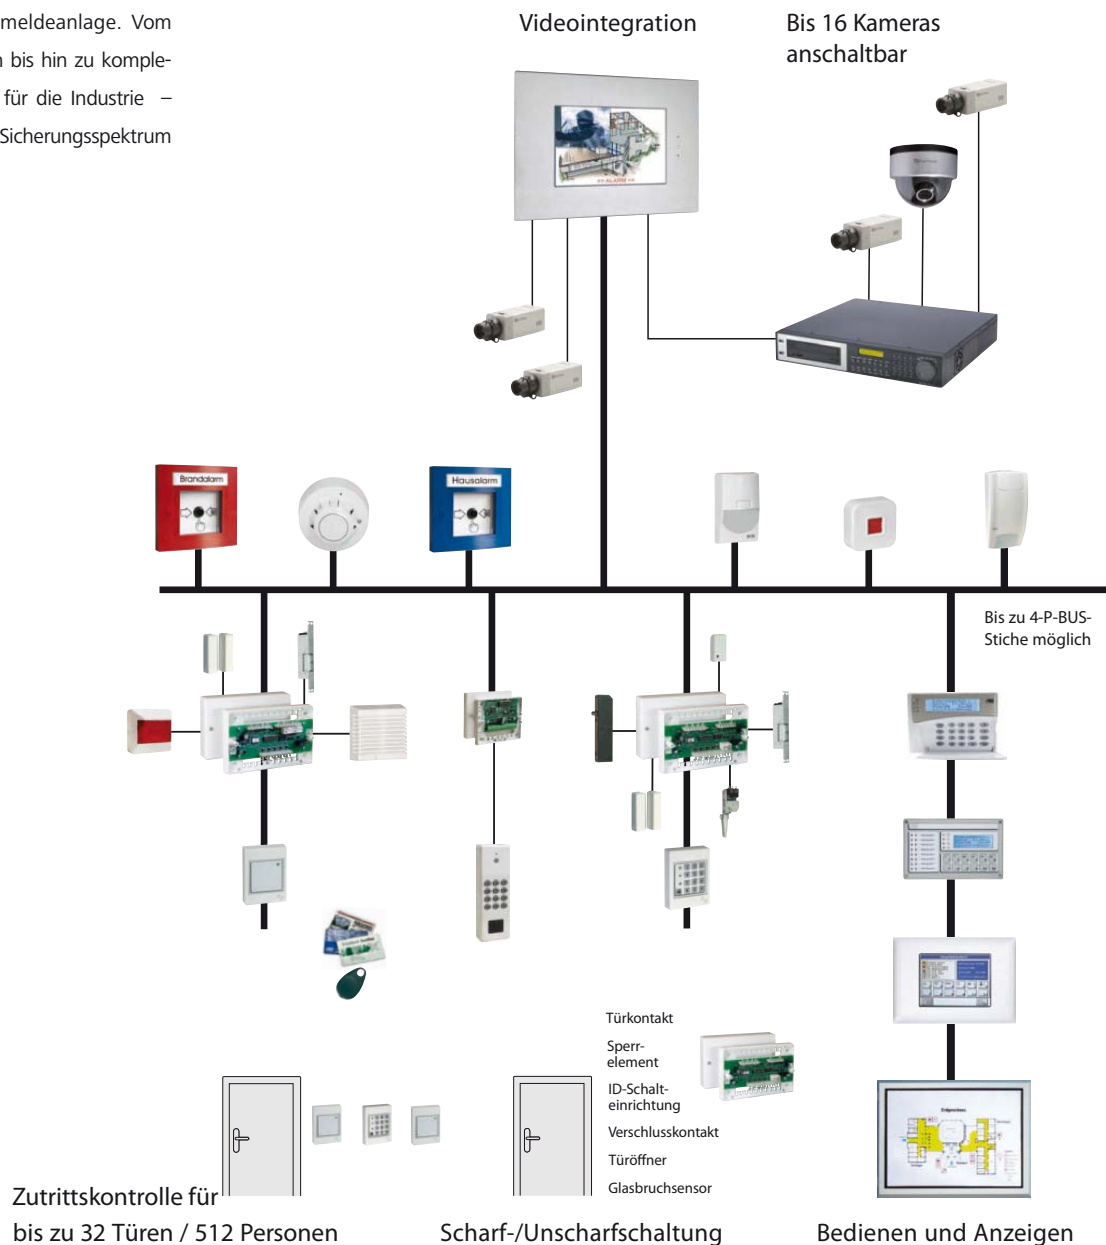 meldeanlage. Vom
n bis hin zu komple-
für die Industrie –
Sicherungsspektrum
Videointegration
Bis 16 Kameras
anschaltbar
>> ALARM <<
Brandalarm
Hausalarm
Bis zu 4-P-BUS-
Stiche möglich
Türkontakt
Sperr-
element
ID-Schalt-
einrichtung
Verschlusskontakt
Türöffner
Glasbruchsensor
Erdgeschoss
Zutrittskontrolle für
bis zu 32 Türen / 512 Personen
Scharf-/Unscharfschaltung
Bedienen und Anzeigen